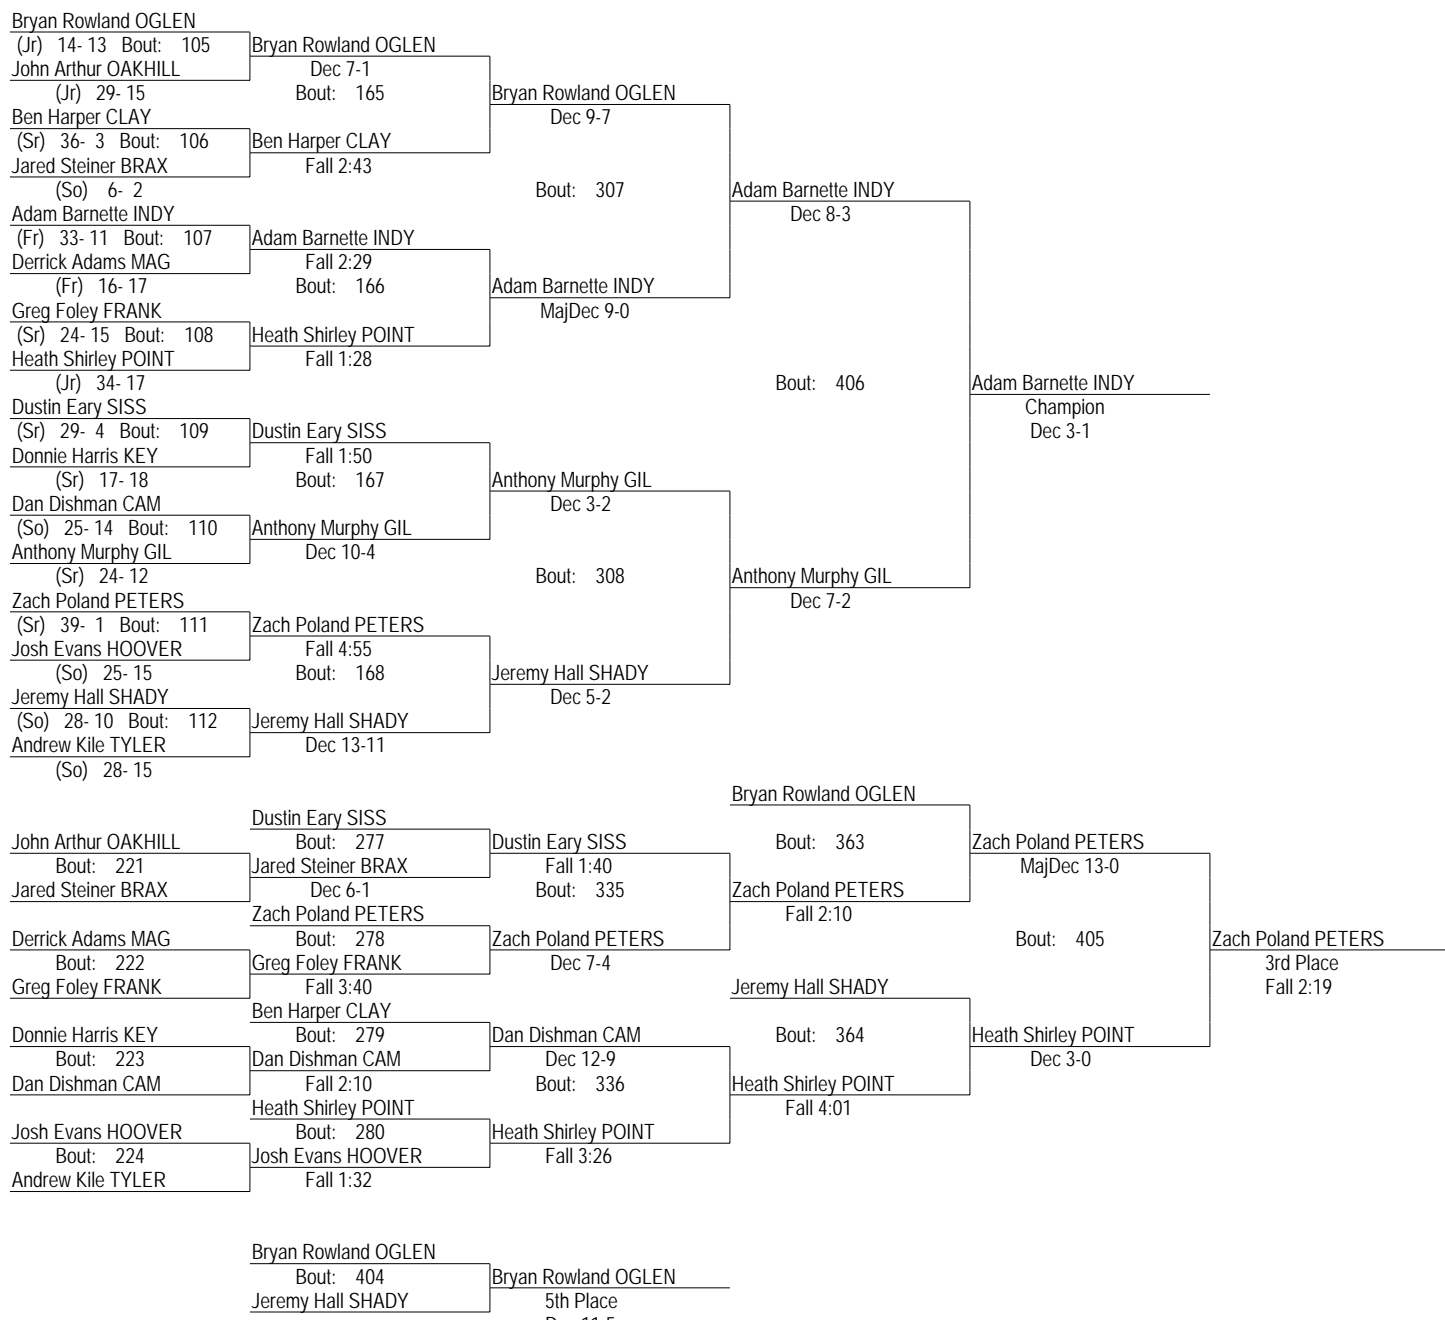 Bryan Rowland OGLEN
(Jr) 14- 13 Bout: 105 Bryan Rowland OGLEN
John Arthur OAKHILL Dec 7-1
(Jr) 29- 15 Bout: 165 Bryan Rowland OGLEN
Ben Harper CLAY Dec 9-7
(Sr) 36- 3 Bout: 106 Ben Harper CLAY
Jared Steiner BRAX Fall 2:43
(So) 6- 2 Bout: 307 Adam Barnette INDY
Adam Barnette INDY Dec 8-3
(Fr) 33- 11 Bout: 107 Adam Barnette INDY
Derrick Adams MAG Fall 2:29
(Fr) 16- 17 Bout: 166 Adam Barnette INDY
Greg Foley FRANK MajDec 9-0
(Sr) 24- 15 Bout: 108 Heath Shirley POINT
Heath Shirley POINT Fall 1:28
(Jr) 34- 17 Bout: 406 Adam Barnette INDY
Dustin Eary SISS Champion
(Sr) 29- 4 Bout: 109 Dustin Eary SISS Dec 3-1
Donnie Harris KEY Fall 1:50
(Sr) 17- 18 Bout: 167 Anthony Murphy GIL
Dan Dishman CAM Dec 3-2
(So) 25- 14 Bout: 110 Anthony Murphy GIL
Anthony Murphy GIL Dec 10-4
(Sr) 24- 12 Bout: 308 Anthony Murphy GIL
Zach Poland PETERS Dec 7-2
(Sr) 39- 1 Bout: 111 Zach Poland PETERS
Josh Evans HOOVER Fall 4:55
(So) 25- 15 Bout: 168 Jeremy Hall SHADY
Jeremy Hall SHADY Dec 5-2
(So) 28- 10 Bout: 112 Jeremy Hall SHADY
Andrew Kile TYLER Dec 13-11
(So) 28- 15
Bryan Rowland OGLEN
Dustin Eary SISS
John Arthur OAKHILL Bout: 277 Dustin Eary SISS Bout: 363 Zach Poland PETERS
Bout: 221 Jared Steiner BRAX Fall 1:40 MajDec 13-0
Jared Steiner BRAX Dec 6-1 Bout: 335 Zach Poland PETERS
Zach Poland PETERS Fall 2:10
Derrick Adams MAG Bout: 278 Zach Poland PETERS Bout: 405 Zach Poland PETERS
Bout: 222 Greg Foley FRANK Dec 7-4 3rd Place
Greg Foley FRANK Fall 3:40 Jeremy Hall SHADY Fall 2:19
Ben Harper CLAY
Donnie Harris KEY Bout: 279 Dan Dishman CAM Bout: 364 Heath Shirley POINT
Bout: 223 Dan Dishman CAM Dec 12-9 Dec 3-0
Dan Dishman CAM Fall 2:10 Bout: 336 Heath Shirley POINT
Heath Shirley POINT Fall 4:01
Josh Evans HOOVER Bout: 280 Heath Shirley POINT
Bout: 224 Josh Evans HOOVER Fall 3:26
Andrew Kile TYLER Fall 1:32
Bryan Rowland OGLEN
Bout: 404 Bryan Rowland OGLEN
Jeremy Hall SHADY 5th Place